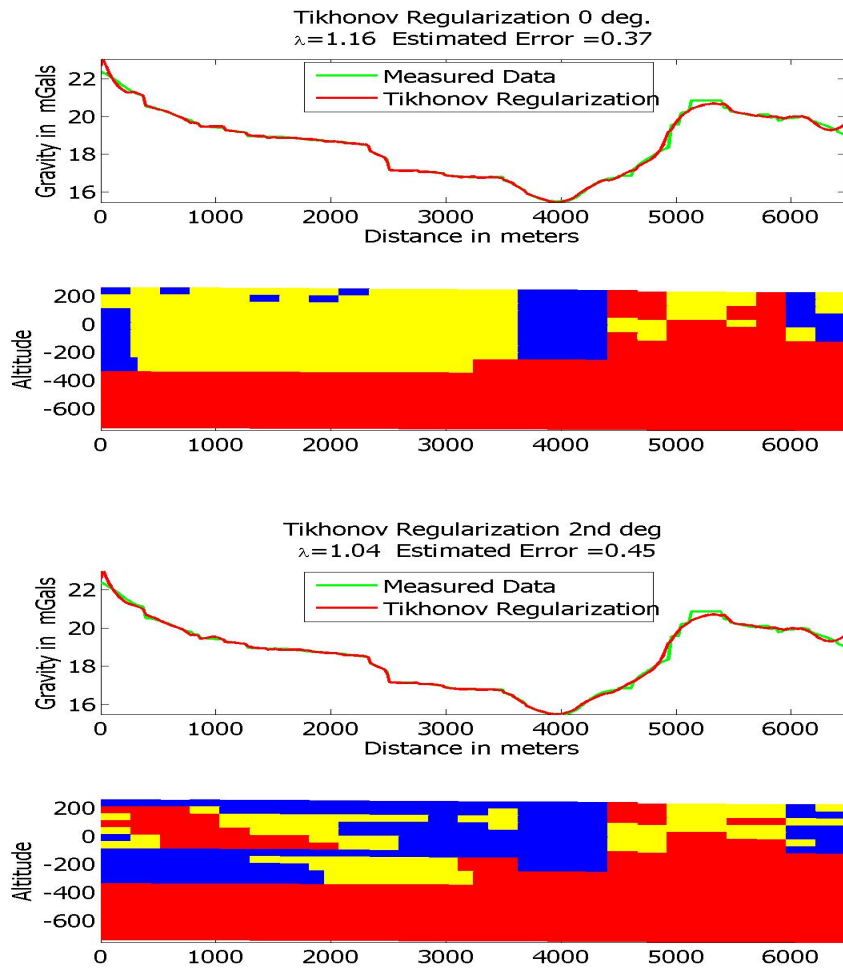 Tikhonov Regularization 0 deg.
λ=1.16 Estimated Error =0.37
Gravity in mGals
22
20
18
16
Measured Data
Tikhonov Regularization
0 1000 2000 3000 4000 5000 6000
Distance in meters
Altitude
200
0
-200
-400
-600
0 1000 2000 3000 4000 5000 6000
Tikhonov Regularization 2nd deg
λ=1.04 Estimated Error =0.45
Gravity in mGals
22
20
18
16
Measured Data
Tikhonov Regularization
0 1000 2000 3000 4000 5000 6000
Distance in meters
Altitude
200
0
-200
-400
-600
0 1000 2000 3000 4000 5000 6000